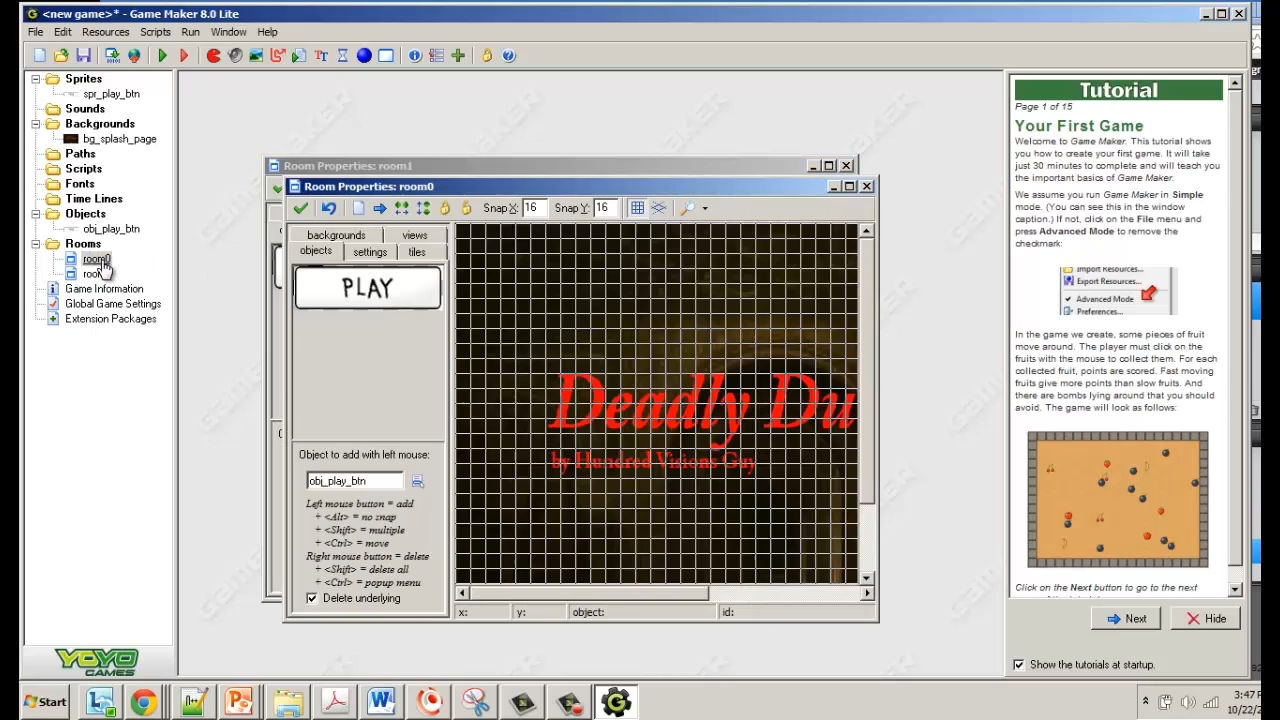 <new game>* - Game Maker 8.0 Lite
File Edit Resources Scripts Run Window Help
Sprites
spr_play_btn
Sounds
Backgrounds
bg_splash_page
Paths
Scripts
Fonts
Time Lines
Objects
obj_play_btn
Rooms
room0
Game Information
Global Game Settings
Extension Packages
YOYO
GAMES
Room Properties: room1
Room Properties: room0
Snap X: 16 Snap Y: 16
backgrounds views
objects settings tiles
PLAY
Object to add with left mouse:
obj_play_btn
Left mouse button = add
+ <Alt> = no snap
+ <Shift> = multiple
+ <Ctrl> = move
Right mouse button = delete
+ <Shift> = delete all
+ <Ctrl> = popup menu
Delete underlying
Deadly Du
by Hundred Visions Guy
x: y: object: id:
Tutorial
Page 1 of 15
Your First Game
Welcome to Game Maker. This tutorial shows
you how to create your first game. It will take
just 30 minutes to complete and will teach you
the important basics of Game Maker.
We assume you run Game Maker in Simple
mode. (You can see this in the window
caption.) If not, click on the File menu and
press Advanced Mode to remove the
checkmark:
Import Resources...
Export Resources...
Advanced Mode
Preferences...
In the game we create, some pieces of fruit
move around. The player must click on the
fruits with the mouse to collect them. For each
collected fruit, points are scored. Fast moving
fruits give more points than slow fruits. And
there are bombs lying around that you should
avoid. The game will look as follows:
Click on the Next button to go to the next
Next Hide
Show the tutorials at startup.
Start
3:47
10/22/2